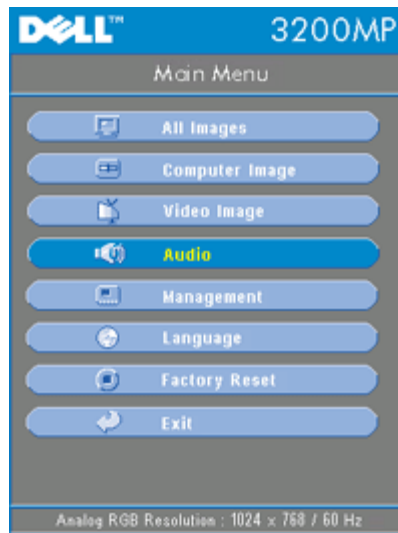 DELL™ 3200MP
Main Menu
All Images
Computer Image
Video Image
Audio
Management
Language
Factory Reset
Exit
Analog RGB Resolution : 1024 x 768 / 60 Hz